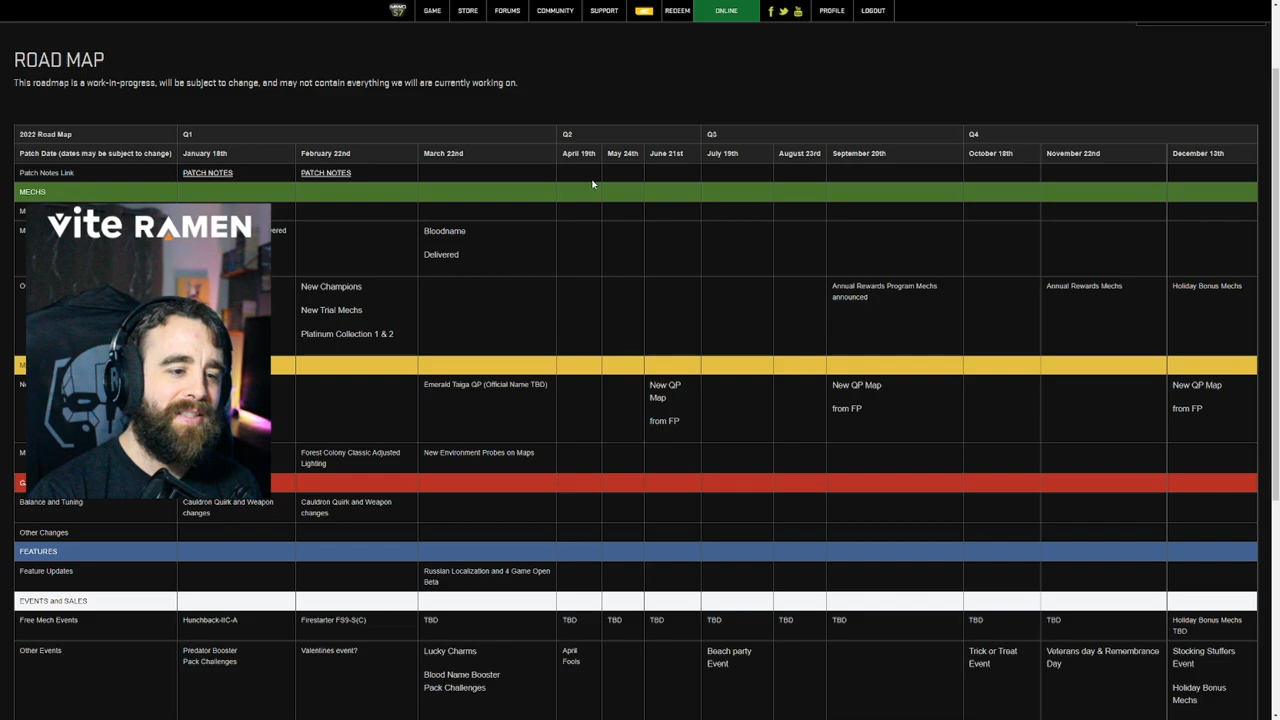 GAME STORE FORUMS COMMUNITY SUPPORT REDEEM ONLINE PROFILE LOGOUT
ROAD MAP
This roadmap is a work-in-progress, will be subject to change, and may not contain everything we will are currently working on.
2022 Road Map Q1 Q2 Q3 Q4
Patch Date (dates may be subject to change) January 18th February 22nd March 22nd April 19th May 24th June 21st July 19th August 23rd September 20th October 18th November 22nd December 13th
Patch Notes Link PATCH NOTES PATCH NOTES
MECHS
vite RAMEN
Bloodname
Delivered
New Champions
New Trial Mechs
Platinum Collection 1 & 2
Annual Rewards Program Mechs
announced
Annual Rewards Mechs
Holiday Bonus Mechs
Emerald Taiga QP (Official Name TBD)
New QP
Map
from FP
New QP Map
from FP
New QP Map
from FP
Forest Colony Classic Adjusted
Lighting
New Environment Probes on Maps
Balance and Tuning
Cauldron Quirk and Weapon
changes
Cauldron Quirk and Weapon
changes
Other Changes
FEATURES
Feature Updates
Russian Localization and 4 Game Open
Beta
EVENTS and SALES
Free Mech Events Hunchback-IIC-A Firestarter FS9-S(C) TBD TBD TBD TBD TBD TBD TBD TBD TBD
Holiday Bonus Mechs
TBD
Other Events
Predator Booster
Pack Challenges
Valentines event?
Lucky Charms
Blood Name Booster
Pack Challenges
April
Fools
Beach party
Event
Trick or Treat
Event
Veterans day & Remembrance
Day
Stocking Stuffers
Event
Holiday Bonus
Mechs